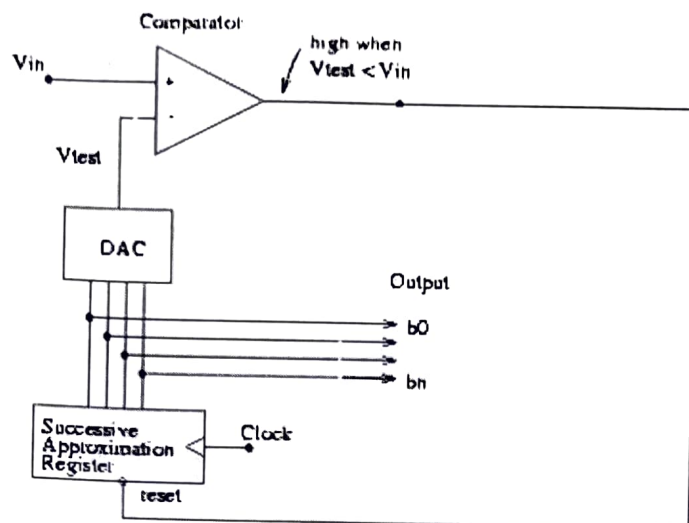 Comparator
high when
Vtest < Vin
Vin
+
-
Vtest
DAC
Output
b0
bn
Successive
Approximation
Register
Clock
reset